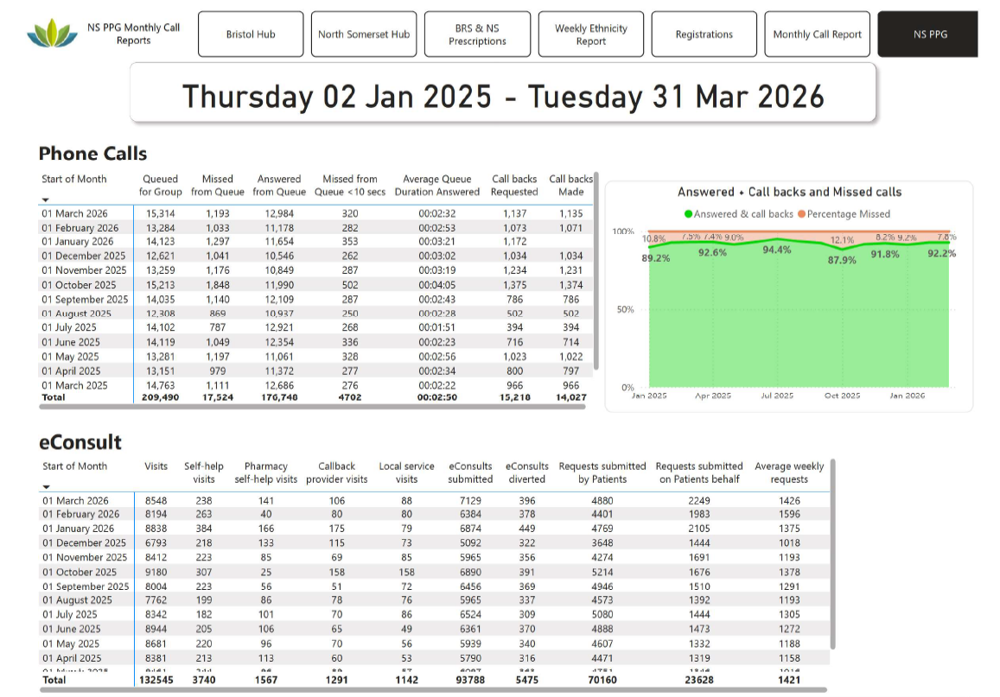 NS PPG Monthly Call
Reports
Bristol Hub
North Somerset Hub
BRS & NS
Prescriptions
Weekly Ethnicity
Report
Registrations
Monthly Call Report
NS PPG
Thursday 02 Jan 2025 - Tuesday 31 Mar 2026
Phone Calls
Start of Month Queued for Group Missed from Queue Answered from Queue Missed from Queue <10 secs Average Queue Duration Answered Call backs Requested Call backs Made
01 March 2026 15,314 1,193 12,984 320 00:02:32 1,137 1,135
01 February 2026 13,284 1,033 11,178 282 00:02:53 1,073 1,071
01 January 2026 14,123 1,297 11,654 353 00:03:21 1,172
01 December 2025 12,621 1,041 10,546 262 00:03:02 1,034 1,034
01 November 2025 13,259 1,176 10,849 287 00:03:19 1,234 1,231
01 October 2025 15,213 1,848 11,990 502 00:04:05 1,375 1,374
01 September 2025 14,035 1,140 12,109 287 00:02:43 786 786
01 August 2025 12,308 869 10,937 250 00:02:28 502 502
01 July 2025 14,102 787 12,921 268 00:01:51 394 394
01 June 2025 14,119 1,049 12,354 336 00:02:23 716 714
01 May 2025 13,281 1,197 11,061 328 00:02:56 1,023 1,022
01 April 2025 13,151 979 11,372 277 00:02:34 800 797
01 March 2025 14,763 1,111 12,686 276 00:02:22 966 966
Total 209,490 17,524 176,748 4702 00:02:50 15,218 14,027
Answered + Call backs and Missed calls
Answered & call backs Percentage Missed
100%
10.8% 7.5% 7.4% 9.0% 12.1% 8.2% 9.2% 7.8%
89.2% 92.6% 94.4% 87.9% 91.8% 92.2%
50%
0%
Jan 2025 Apr 2025 Jul 2025 Oct 2025 Jan 2026
eConsult
Start of Month Visits Self-help visits Pharmacy self-help visits Callback provider visits Local service visits eConsults submitted eConsults diverted Requests submitted by Patients Requests submitted on Patients behalf Average weekly requests
01 March 2026 8548 238 141 106 88 7129 396 4880 2249 1426
01 February 2026 8194 263 40 80 80 6384 378 4401 1983 1596
01 January 2026 8838 384 166 175 79 6874 449 4769 2105 1375
01 December 2025 6793 218 133 115 73 5092 322 3648 1444 1018
01 November 2025 8412 223 85 69 85 5965 356 4274 1691 1193
01 October 2025 9180 307 25 158 158 6890 391 5214 1676 1378
01 September 2025 8004 223 56 51 72 6456 369 4946 1510 1291
01 August 2025 7762 199 86 78 76 5965 337 4573 1392 1193
01 July 2025 8342 182 101 70 86 6524 309 5080 1444 1305
01 June 2025 8944 205 106 65 49 6361 370 4888 1473 1272
01 May 2025 8681 220 96 70 56 5939 340 4607 1332 1188
01 April 2025 8381 213 113 60 53 5790 316 4471 1319 1158
Total 132545 3740 1567 1291 1142 93788 5475 70160 23628 1421